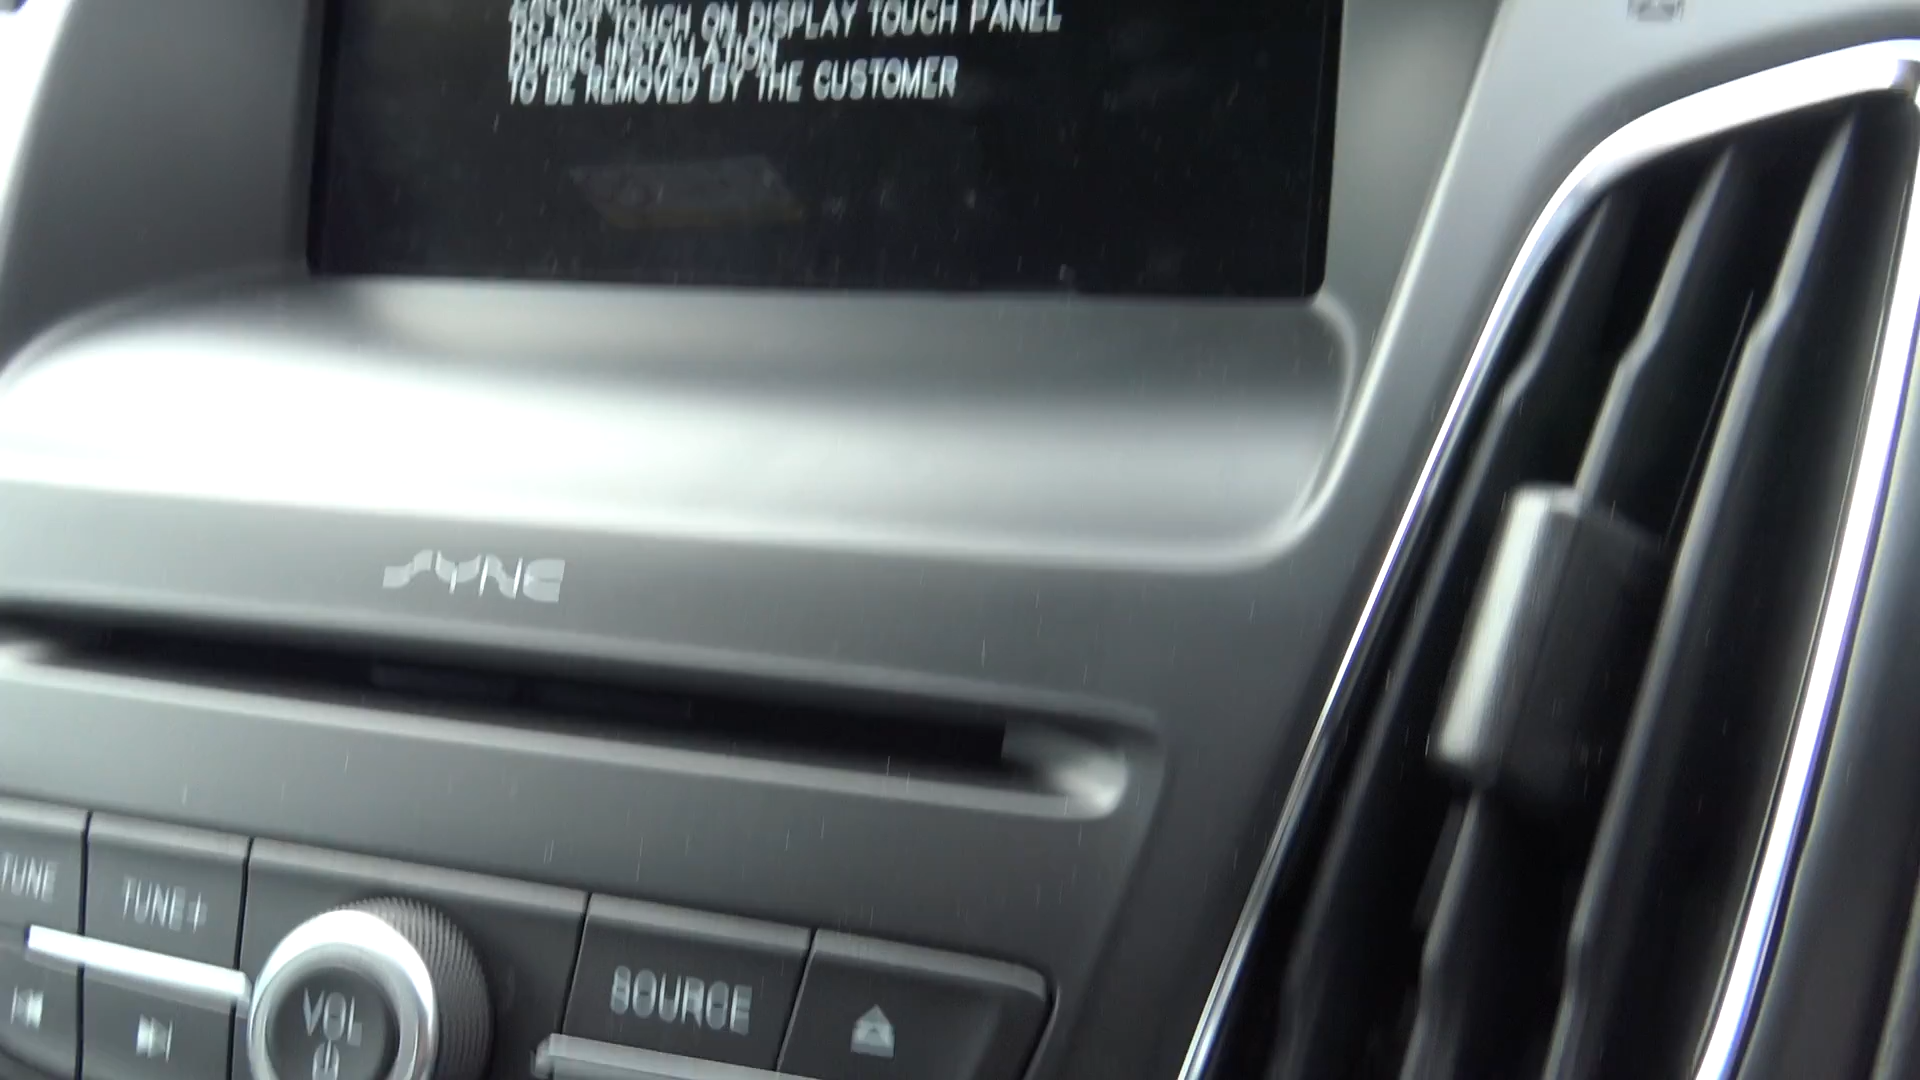 DO NOT TOUCH ON DISPLAY TOUCH PANEL
DURING INSTALLATION
TO BE REMOVED BY THE CUSTOMER
SYNC
TUNE
TUNE+
VOL
SOURCE